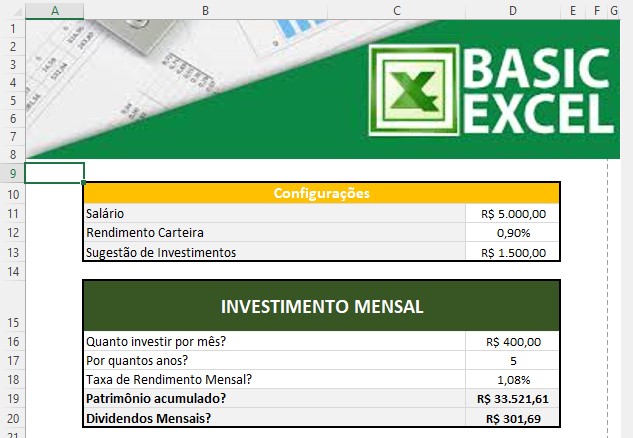 A B C D E F G
1
2
3
4
5
6
7
8
BASIC
EXCEL
9
10 Configurações
11 Salário R$ 5.000,00
12 Rendimento Carteira 0,90%
13 Sugestão de Investimentos R$ 1.500,00
14
15 INVESTIMENTO MENSAL
16 Quanto investir por mês? R$ 400,00
17 Por quantos anos? 5
18 Taxa de Rendimento Mensal? 1,08%
19 Patrimônio acumulado? R$ 33.521,61
20 Dividendos Mensais? R$ 301,69
21